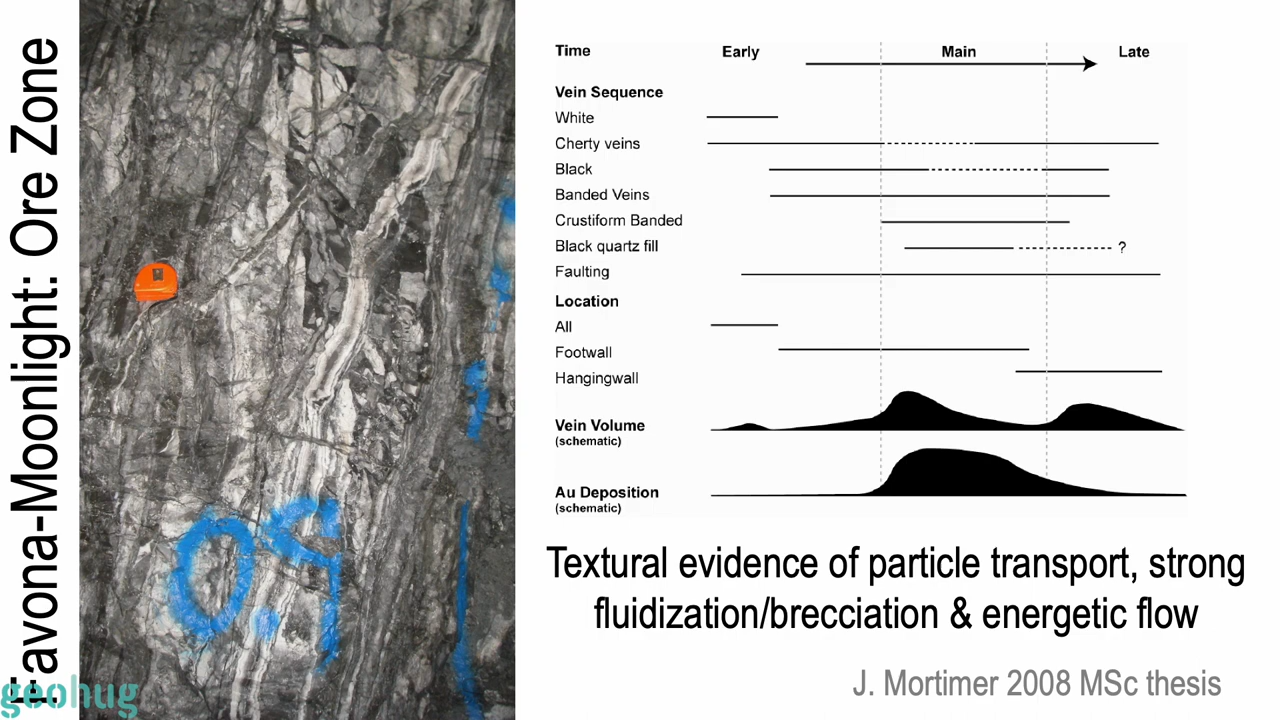 Favona-Moonlight: Ore Zone
Time Early Main Late
Vein Sequence
White
Cherty veins
Black
Banded Veins
Crustiform Banded
Black quartz fill ?
Faulting
Location
All
Footwall
Hangingwall
Vein Volume
(schematic)
Au Deposition
(schematic)
Textural evidence of particle transport, strong
fluidization/brecciation & energetic flow
J. Mortimer 2008 MSc thesis
geohug
0.9